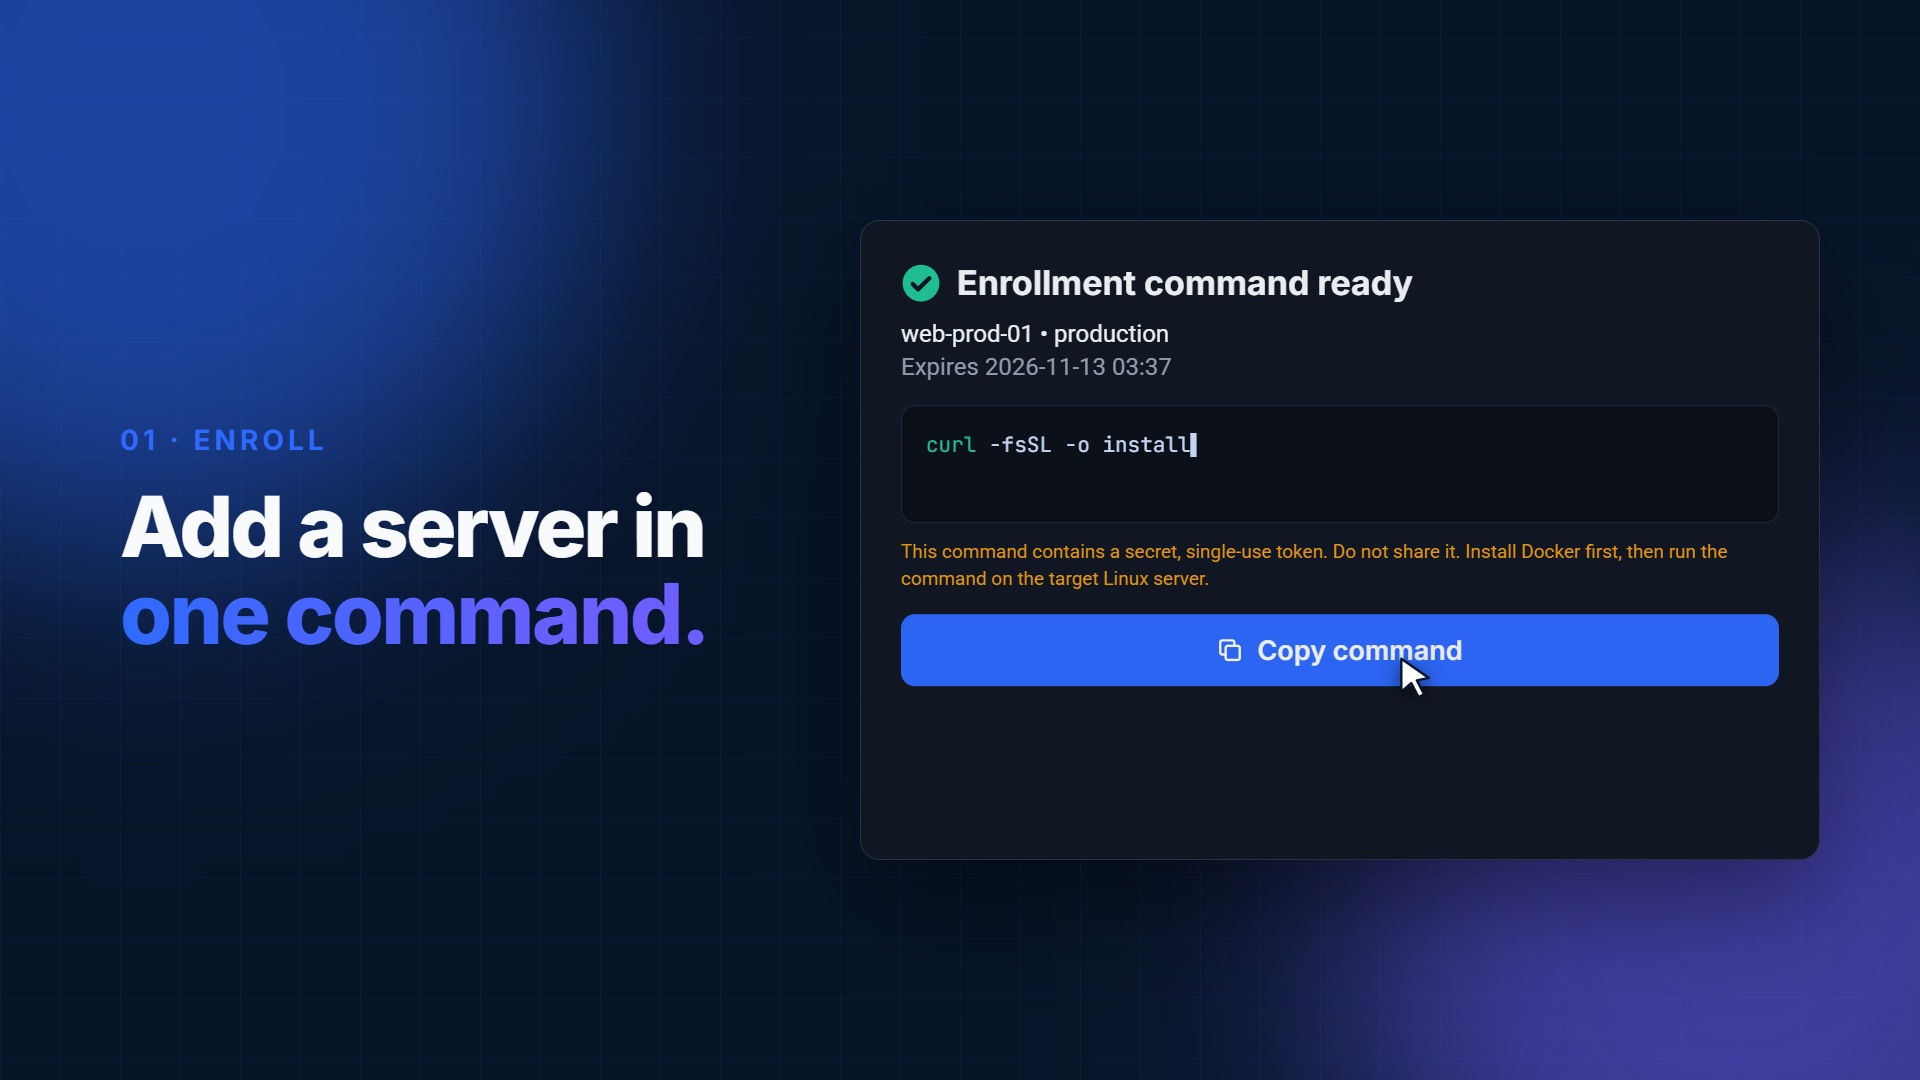 01 · ENROLL
Add a server in
one command.
Enrollment command ready
web-prod-01 • production
Expires 2026-11-13 03:37
curl -fsSL -o install
This command contains a secret, single-use token. Do not share it. Install Docker first, then run the
command on the target Linux server.
Copy command